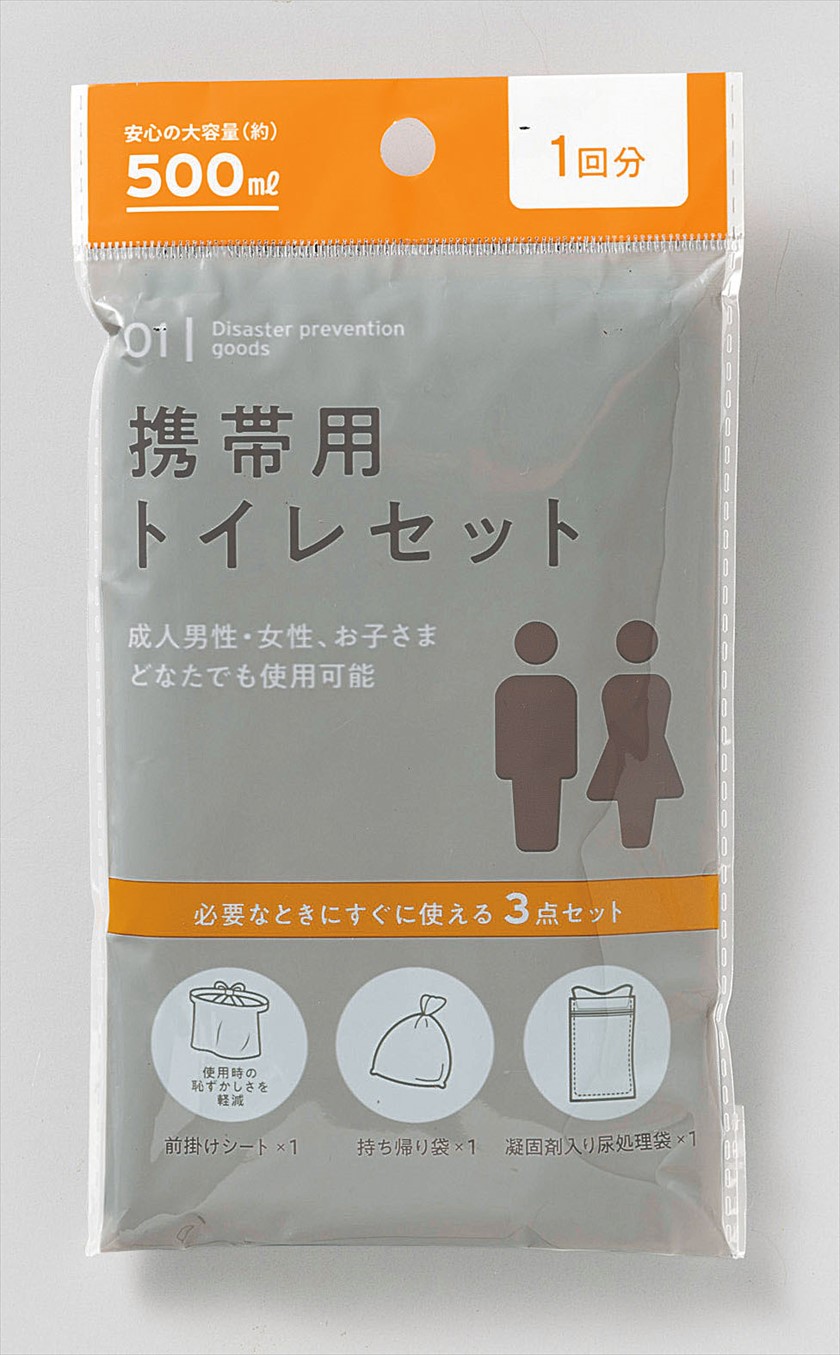 安心の大容量(約)
500ml
1回分
01 | Disaster prevention
goods
携帯用
トイレセット
成人男性・女性、お子さま
どなたでも使用可能
必要なときにすぐに使える3点セット
使用時の
恥ずかしさを
軽減
前掛けシート×1
持ち帰り袋×1
凝固剤入り尿処理袋×1